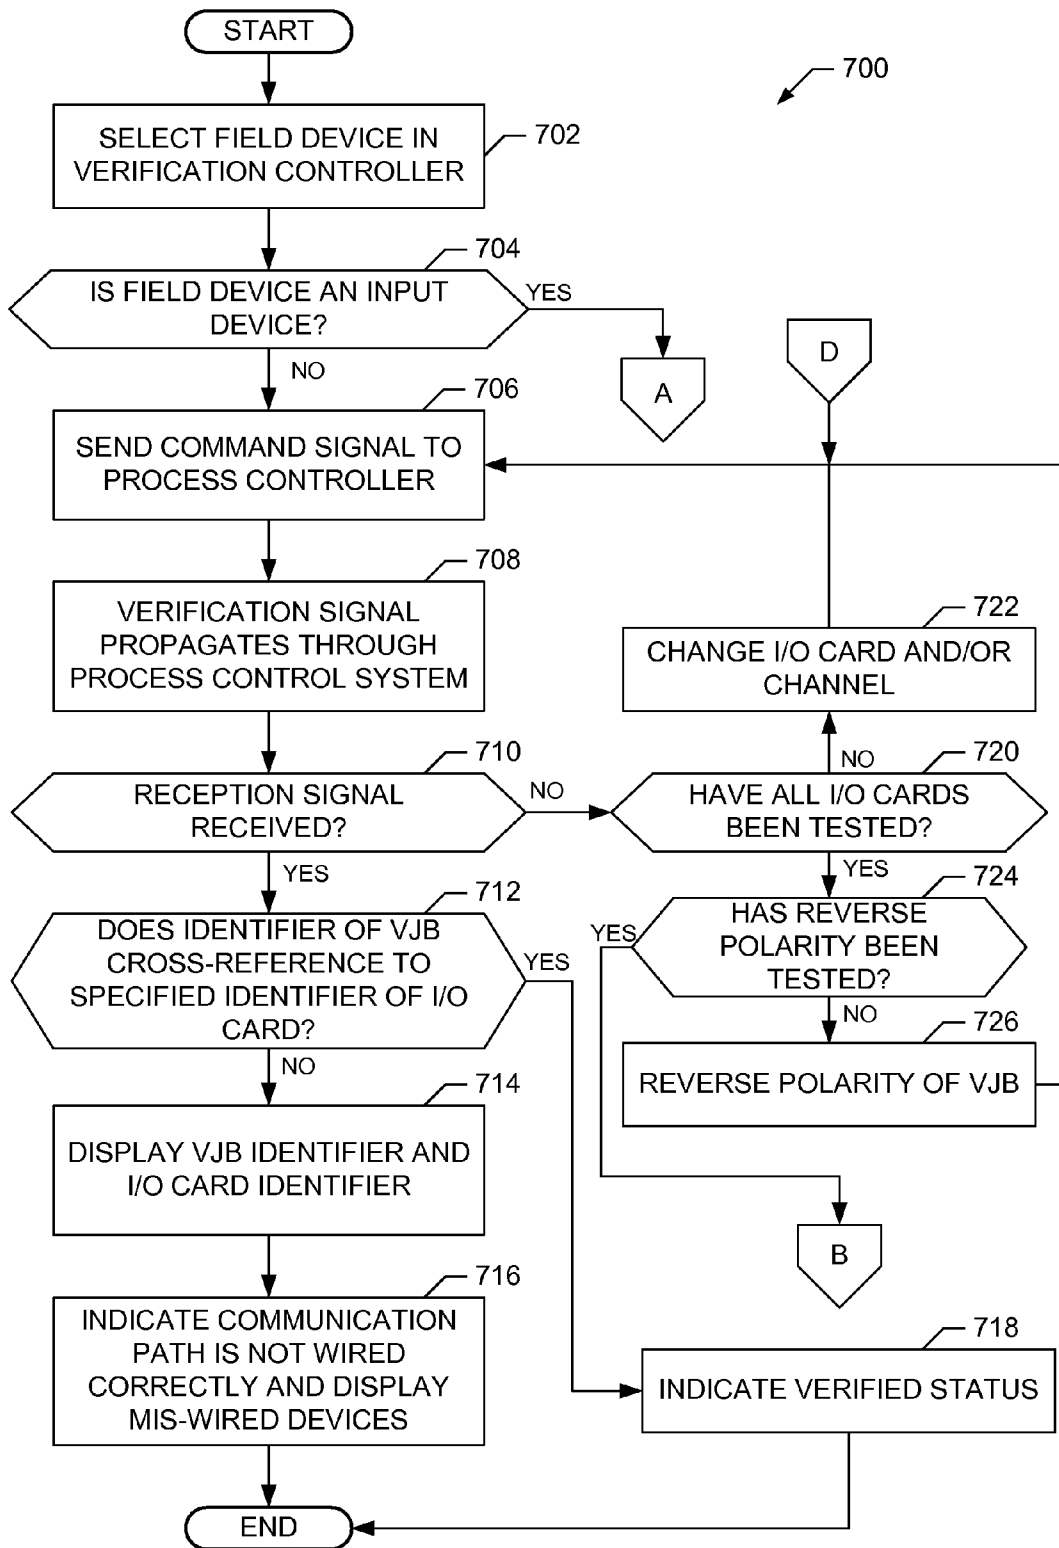 START
700
SELECT FIELD DEVICE IN
VERIFICATION CONTROLLER
702
704
IS FIELD DEVICE AN INPUT
DEVICE?
YES
NO
A
D
706
SEND COMMAND SIGNAL TO
PROCESS CONTROLLER
708
VERIFICATION SIGNAL
PROPAGATES THROUGH
PROCESS CONTROL SYSTEM
722
CHANGE I/O CARD AND/OR
CHANNEL
710
RECEPTION SIGNAL
RECEIVED?
NO
YES
NO
720
HAVE ALL I/O CARDS
BEEN TESTED?
YES
712
DOES IDENTIFIER OF VJB
CROSS-REFERENCE TO
SPECIFIED IDENTIFIER OF I/O
CARD?
YES
NO
724
HAS REVERSE
POLARITY BEEN
TESTED?
YES
NO
726
REVERSE POLARITY OF VJB
714
DISPLAY VJB IDENTIFIER AND
I/O CARD IDENTIFIER
B
716
INDICATE COMMUNICATION
PATH IS NOT WIRED
CORRECTLY AND DISPLAY
MIS-WIRED DEVICES
718
INDICATE VERIFIED STATUS
END